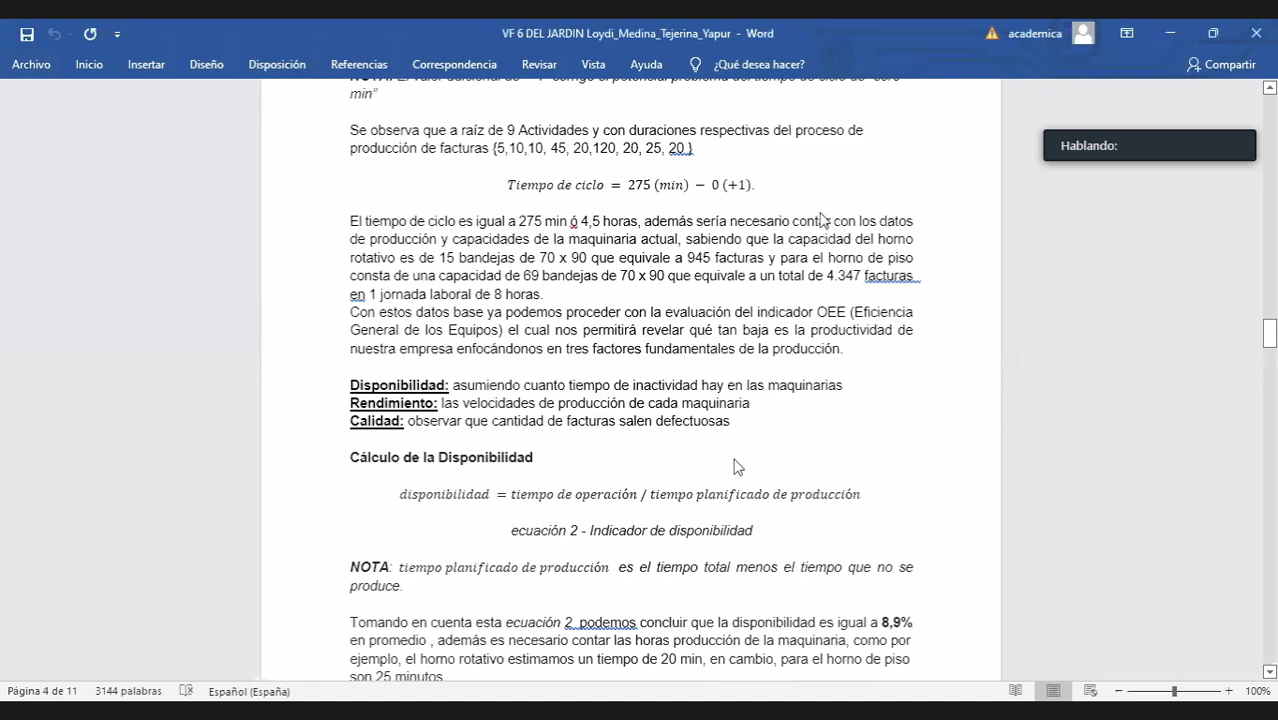 VF 6 DEL JARDIN Loydi_Medina_Tejerina_Yapur - Word
academica
Archivo Inicio Insertar Diseño Disposición Referencias Correspondencia Revisar Vista Ayuda ¿Qué desea hacer? Compartir
min"
Hablando:
Se observa que a raíz de 9 Actividades y con duraciones respectivas del proceso de
producción de facturas {5,10,10, 45, 20,120, 20, 25, 20 }
Tiempo de ciclo = 275 (min) − 0 (+1).
El tiempo de ciclo es igual a 275 min ó 4,5 horas, además sería necesario contar con los datos
de producción y capacidades de la maquinaria actual, sabiendo que la capacidad del horno
rotativo es de 15 bandejas de 70 x 90 que equivale a 945 facturas y para el horno de piso
consta de una capacidad de 69 bandejas de 70 x 90 que equivale a un total de 4.347 facturas
en 1 jornada laboral de 8 horas.
Con estos datos base ya podemos proceder con la evaluación del indicador OEE (Eficiencia
General de los Equipos) el cual nos permitirá revelar qué tan baja es la productividad de
nuestra empresa enfocándonos en tres factores fundamentales de la producción.
Disponibilidad: asumiendo cuanto tiempo de inactividad hay en las maquinarias
Rendimiento: las velocidades de producción de cada maquinaria
Calidad: observar que cantidad de facturas salen defectuosas
Cálculo de la Disponibilidad
disponibilidad = tiempo de operación / tiempo planificado de producción
ecuación 2 - Indicador de disponibilidad
NOTA: tiempo planificado de producción es el tiempo total menos el tiempo que no se
produce.
Tomando en cuenta esta ecuación 2 podemos concluir que la disponibilidad es igual a 8,9%
en promedio , además es necesario contar las horas producción de la maquinaria, como por
ejemplo, el horno rotativo estimamos un tiempo de 20 min, en cambio, para el horno de piso
son 25 minutos
Página 4 de 11 3144 palabras Español (España) 100%